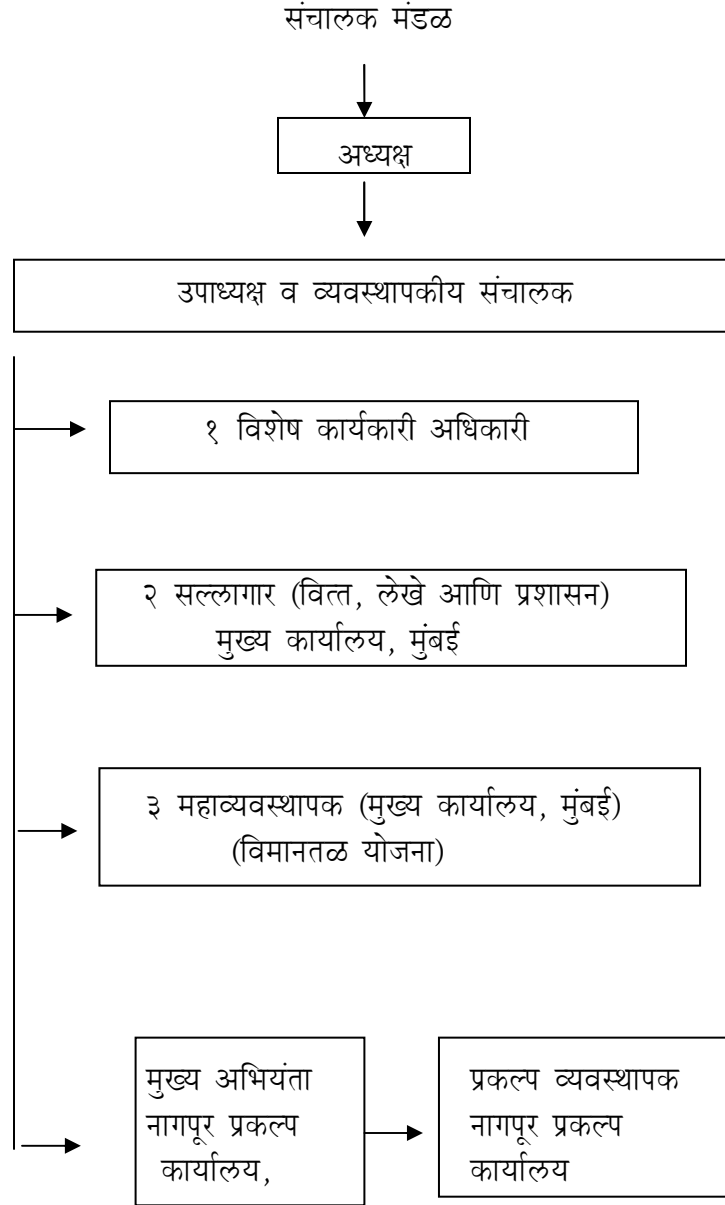 संचालक मंडळ
अध्यक्ष
उपाध्यक्ष व व्यवस्थापकीय संचालक
१ विशेष कार्यकारी अधिकारी
२ सल्लागार (वित्त, लेखे आणि प्रशासन)
मुख्य कार्यालय, मुंबई
३ महाव्यवस्थापक (मुख्य कार्यालय, मुंबई)
(विमानतळ योजना)
मुख्य अभियंता
नागपूर प्रकल्प
कार्यालय,
प्रकल्प व्यवस्थापक
नागपूर प्रकल्प
कार्यालय